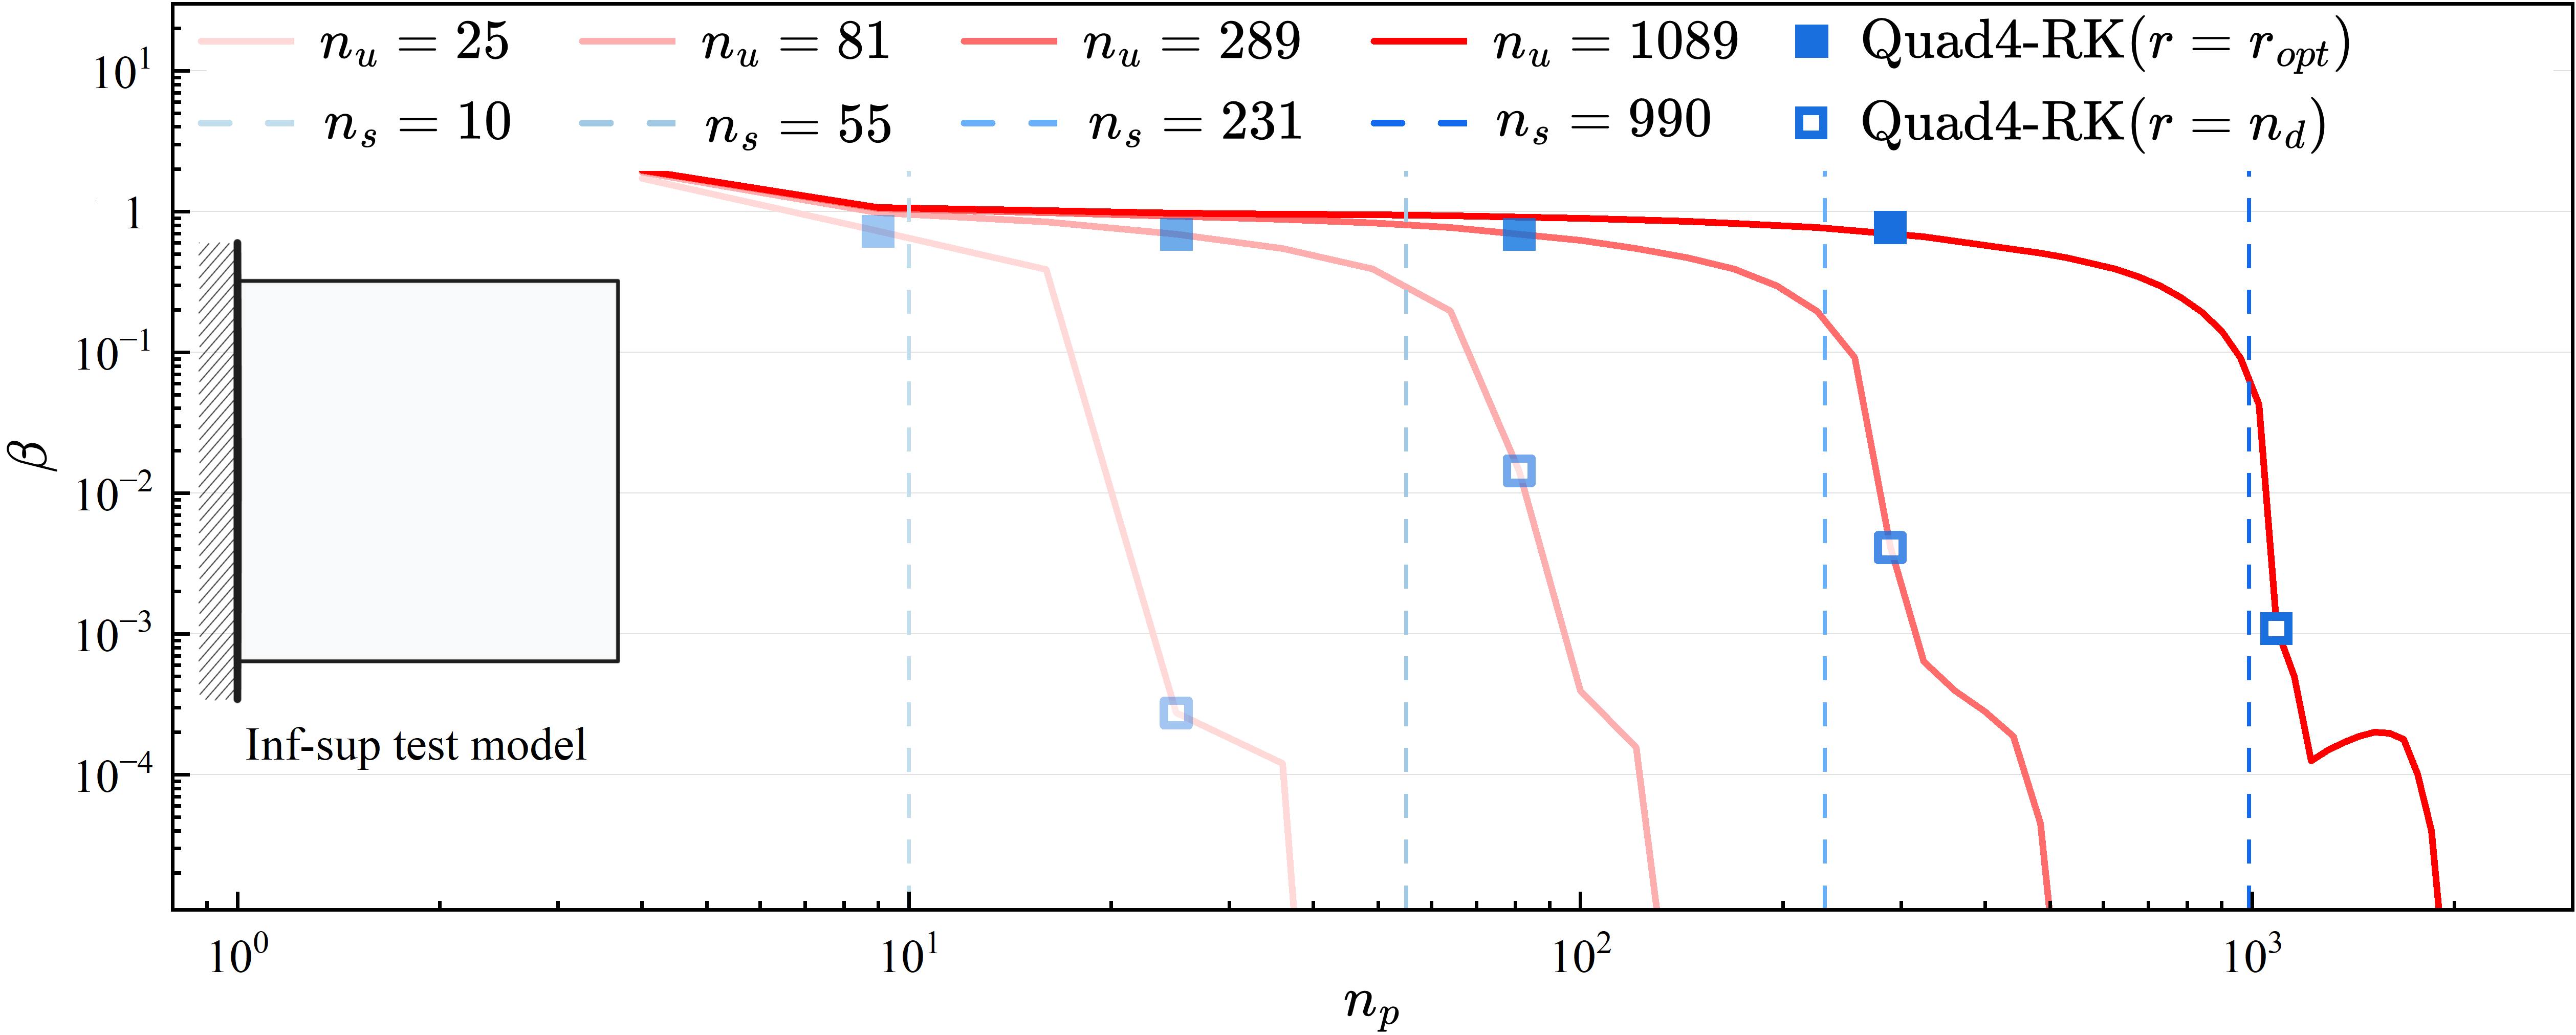 n_u = 25 n_u = 81 n_u = 289 n_u = 1089 Quad4-RK(r = r_opt)
n_s = 10 n_s = 55 n_s = 231 n_s = 990 Quad4-RK(r = n_d)
10^1
1
10^−1
10^−2
10^−3
10^−4
β
Inf-sup test model
10^0 10^1 10^2 10^3
n_p